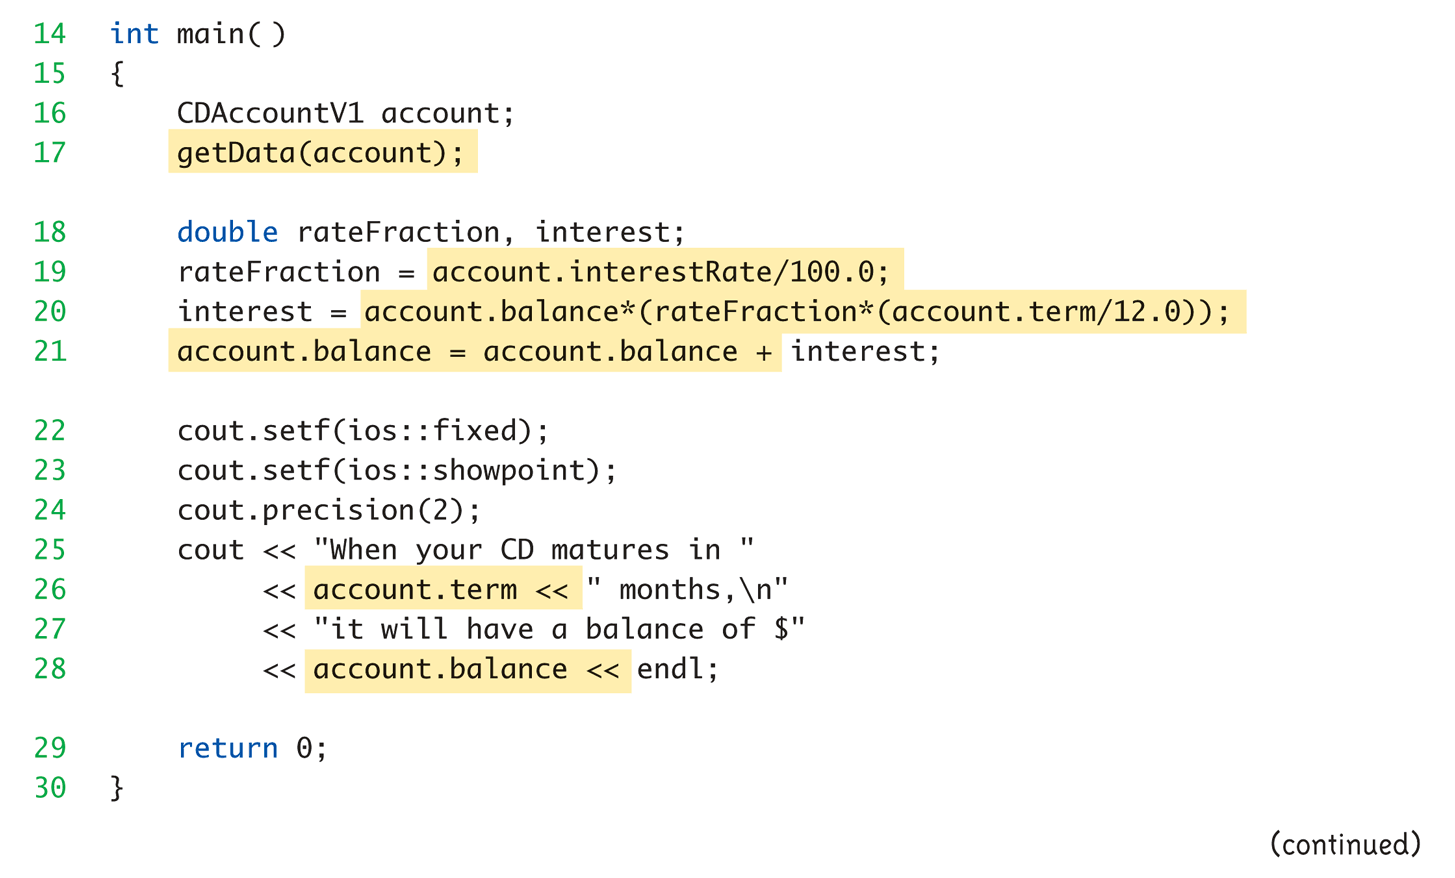 14 int main( )
15 {
16 CDAccountV1 account;
17 getData(account);
18 double rateFraction, interest;
19 rateFraction = account.interestRate/100.0;
20 interest = account.balance*(rateFraction*(account.term/12.0));
21 account.balance = account.balance + interest;
22 cout.setf(ios::fixed);
23 cout.setf(ios::showpoint);
24 cout.precision(2);
25 cout << "When your CD matures in "
26 << account.term << " months,\n"
27 << "it will have a balance of $"
28 << account.balance << endl;
29 return 0;
30 }
(continued)